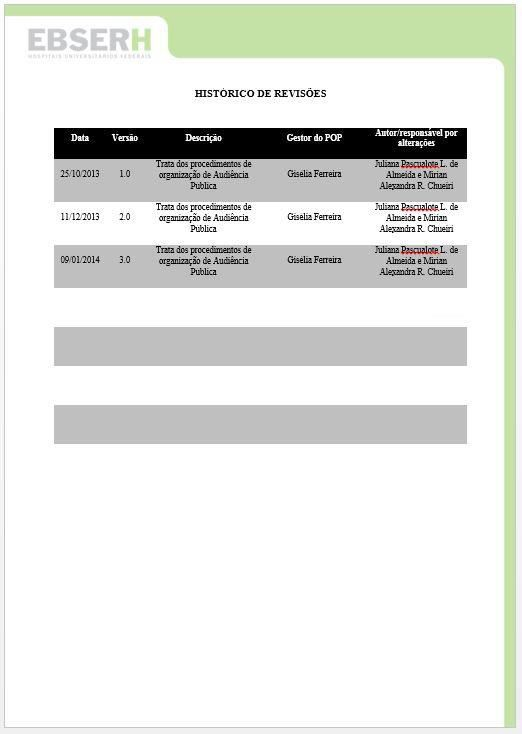 EBSERH
HOSPITAIS UNIVERSITÁRIOS FEDERAIS
HISTÓRICO DE REVISÕES
Data Versão Descrição Gestor do POP Autor/responsável por
alterações
25/10/2013 1.0 Trata dos procedimentos de
organização de Audiência
Publica Giselia Ferreira Juliana Pascualote L. de
Almeida e Mirian
Alexandra R. Chueiri
11/12/2013 2.0 Trata dos procedimentos de
organização de Audiência
Publica Giselia Ferreira Juliana Pascualote L. de
Almeida e Mirian
Alexandra R. Chueiri
09/01/2014 3.0 Trata dos procedimentos de
organização de Audiência
Publica Giselia Ferreira Juliana Pascualote L. de
Almeida e Mirian
Alexandra R. Chueiri